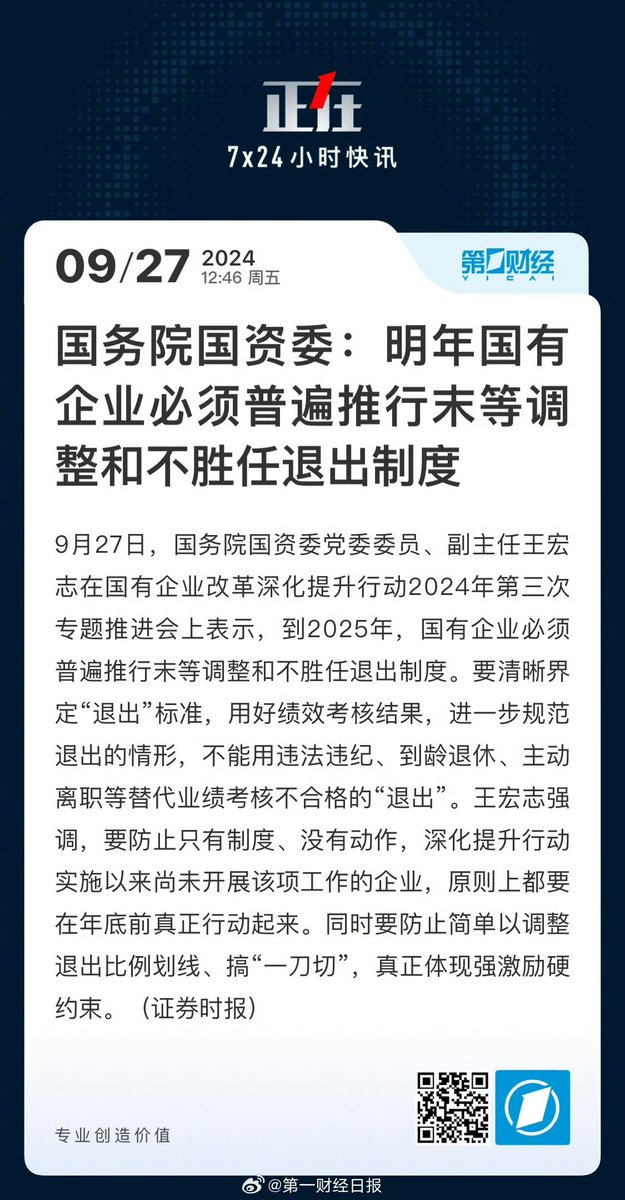 正在
7x24小时快讯
09/27 2024
12:46 周五
第一财经
YICAI
国务院国资委：明年国有
企业必须普遍推行末等调
整和不胜任退出制度
9月27日，国务院国资委党委委员、副主任王宏
志在国有企业改革深化提升行动2024年第三次
专题推进会上表示，到2025年，国有企业必须
普遍推行末等调整和不胜任退出制度。要清晰界
定“退出”标准，用好绩效考核结果，进一步规范
退出的情形，不能用违法违纪、到龄退休、主动
离职等替代业绩考核不合格的“退出”。王宏志强
调，要防止只有制度、没有动作，深化提升行动
实施以来尚未开展该项工作的企业，原则上都要
在年底前真正行动起来。同时要防止简单以调整
退出比例划线、搞“一刀切”，真正体现强激励硬
约束。（证券时报）
专业创造价值
@第一财经日报